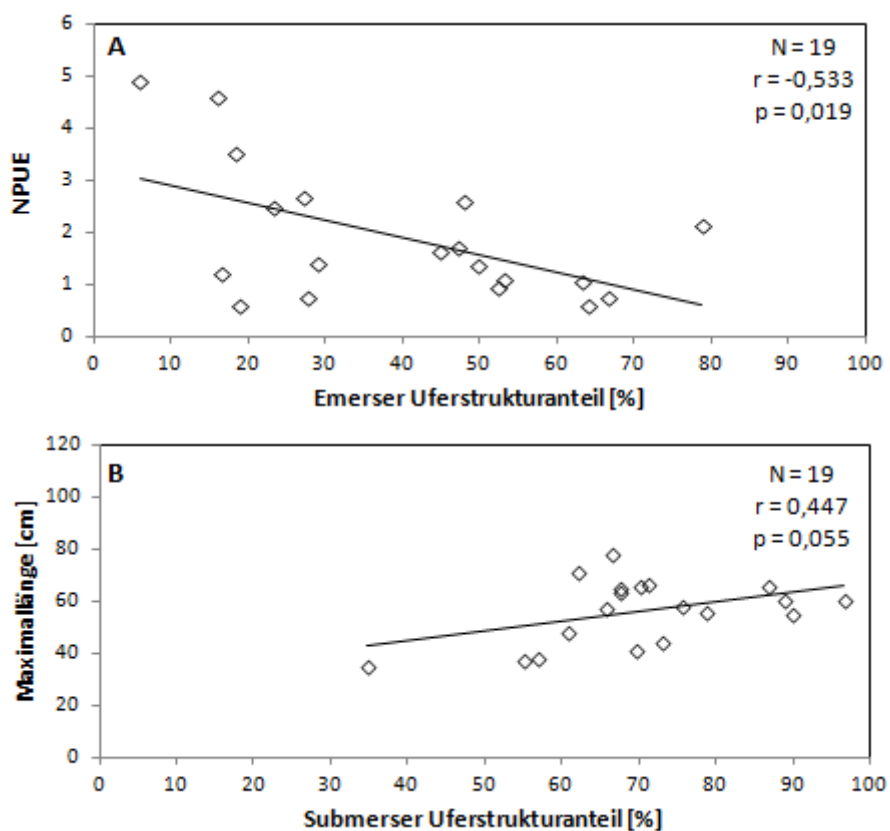 A
N = 19
r = -0,533
p = 0,019
NPUE
6
5
4
3
2
1
0
0 10 20 30 40 50 60 70 80 90 100
Emerser Uferstrukturanteil [%]
B
N = 19
r = 0,447
p = 0,055
Maximallänge [cm]
120
100
80
60
40
20
0
0 10 20 30 40 50 60 70 80 90 100
Submerser Uferstrukturanteil [%]